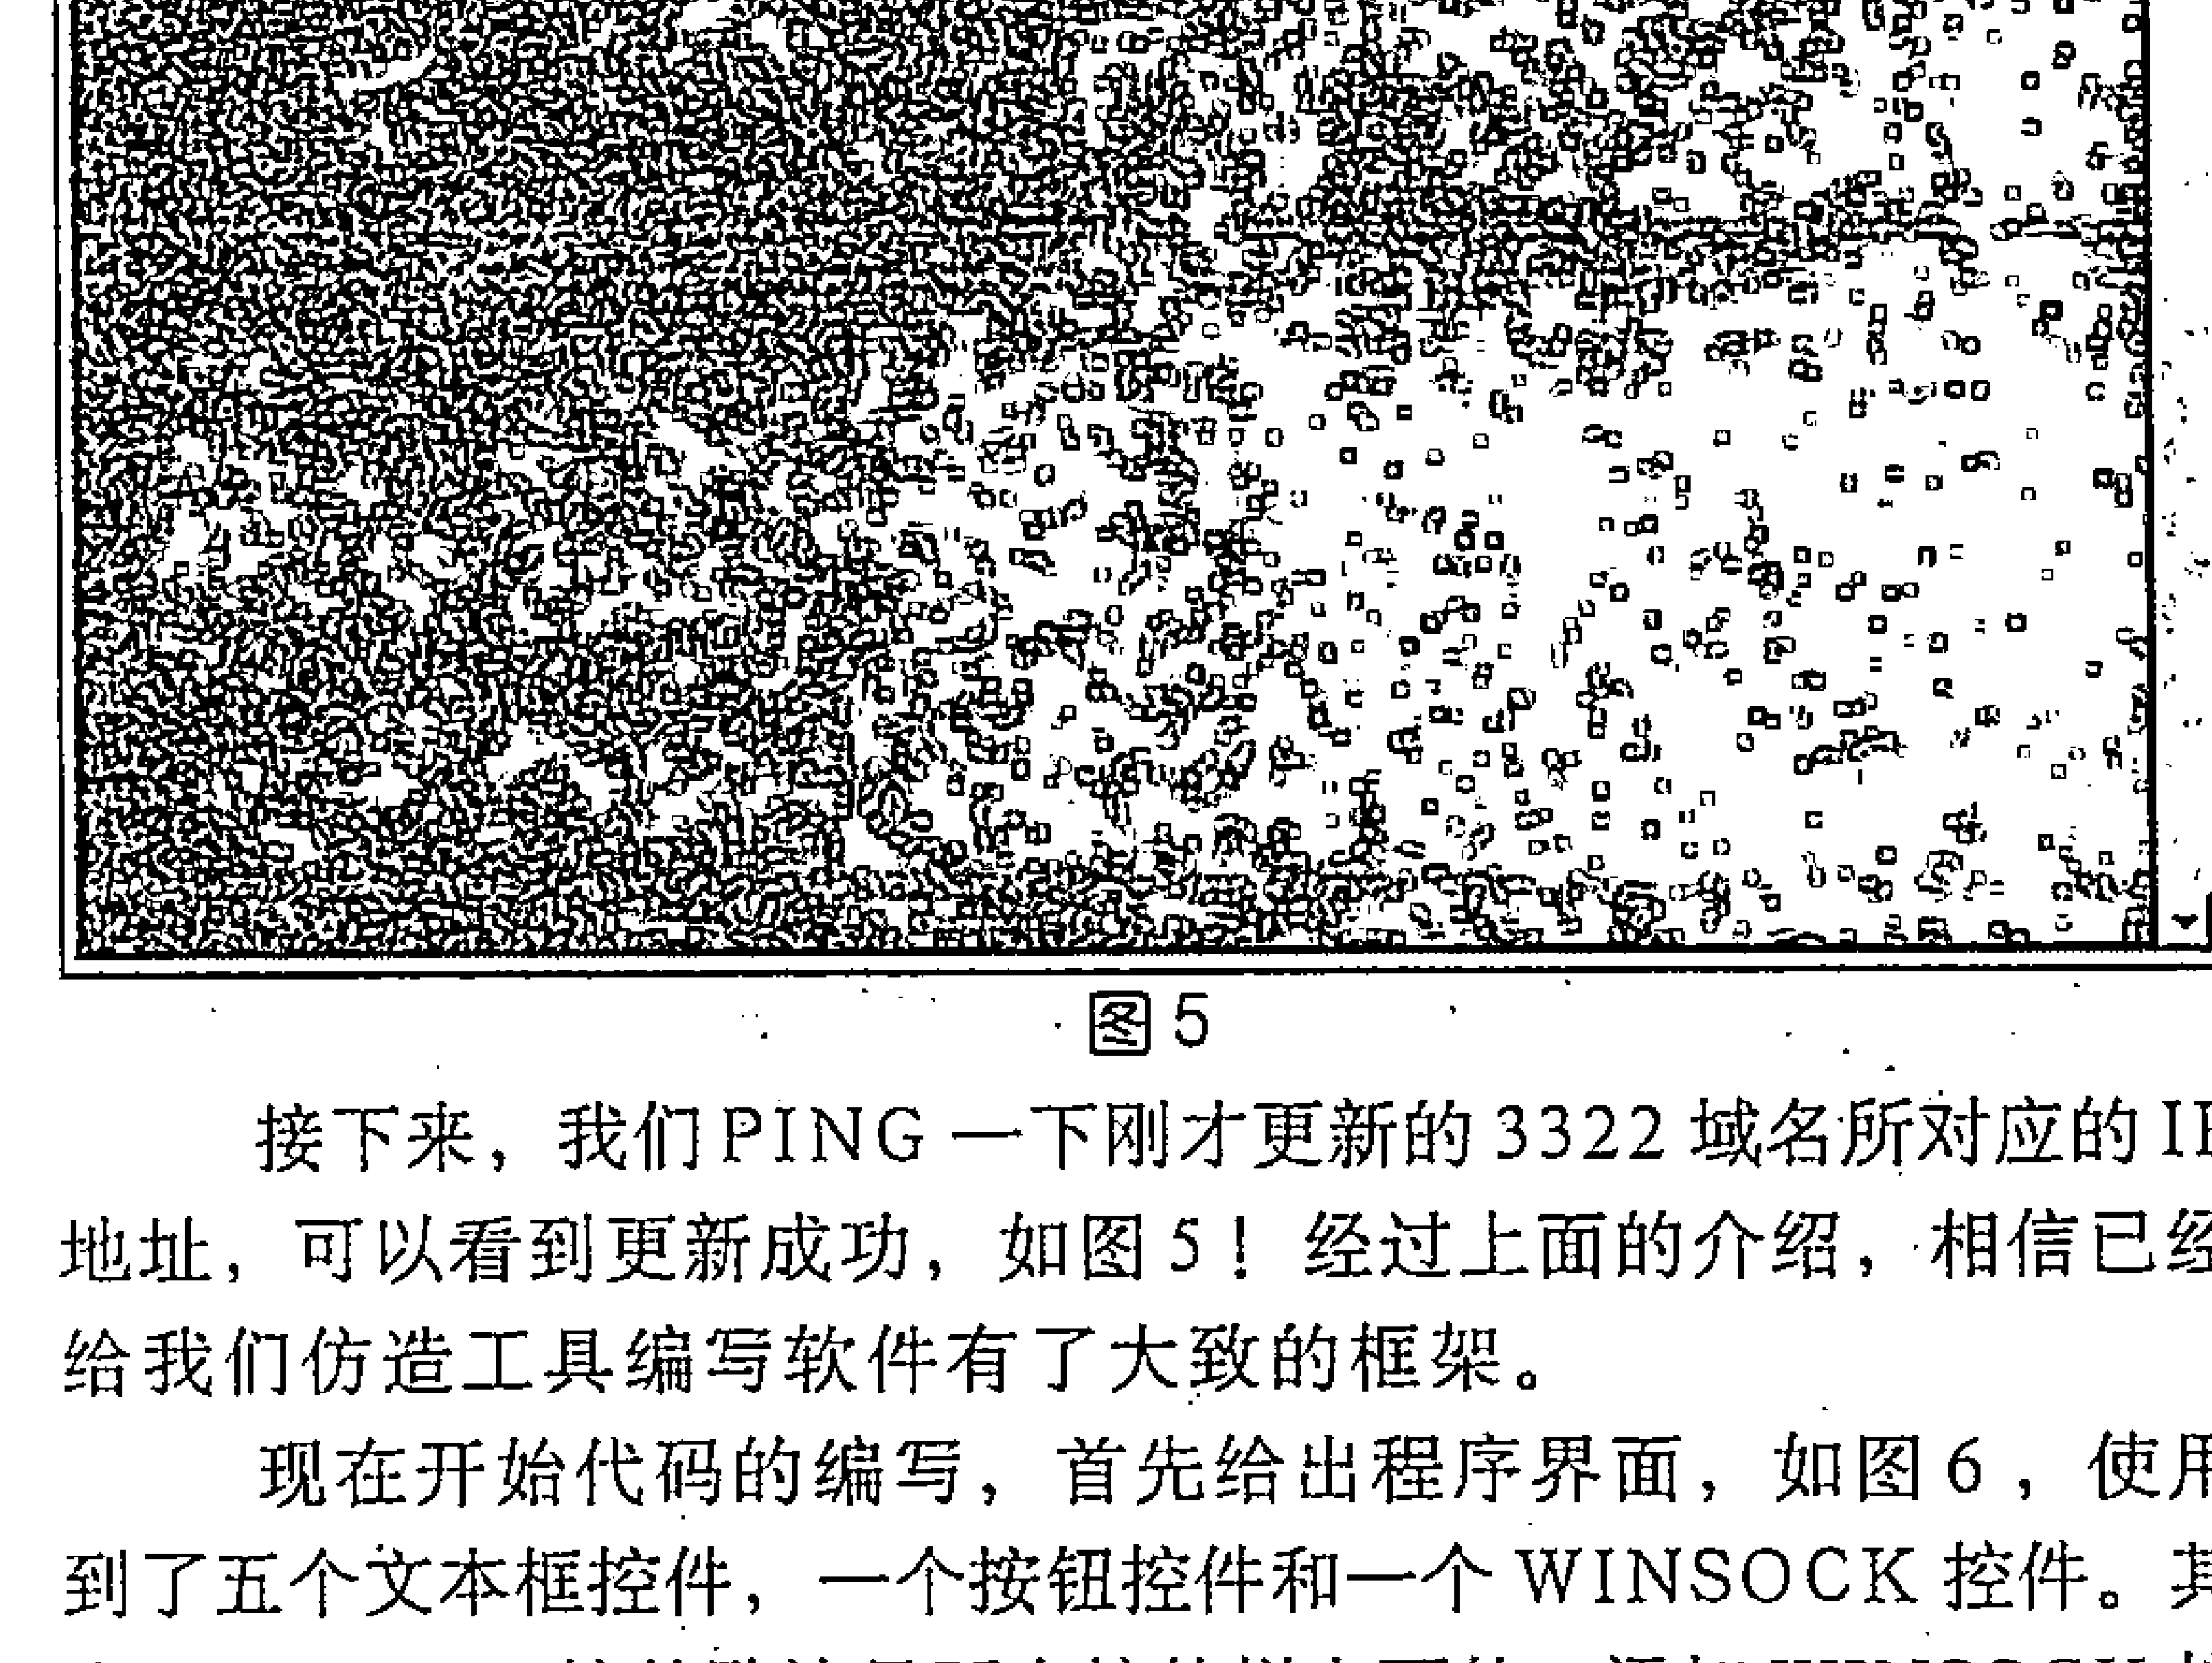 图5
接下来，我们PING一下刚才更新的3322域名所对应的I
地址，可以看到更新成功，如图5！经过上面的介绍，相信已经
给我们仿造工具编写软件有了大致的框架。
现在开始代码的编写，首先给出程序界面，如图6，使用
到了五个文本框控件，一个按钮控件和一个WINSOCK控件。其